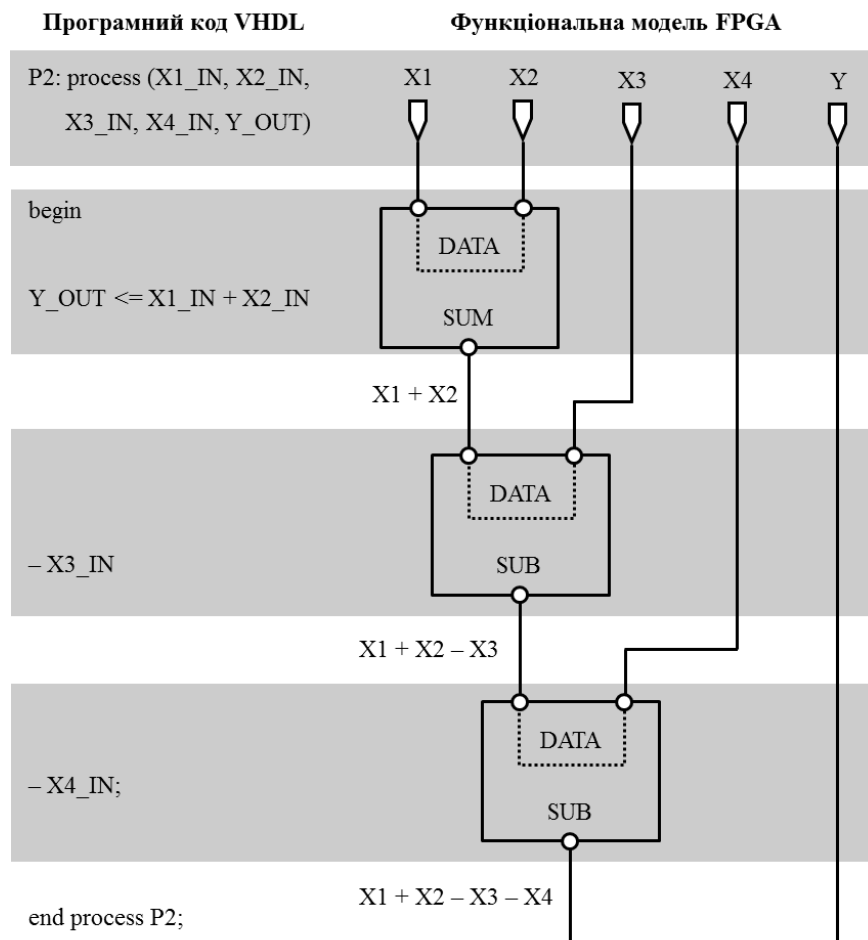 Програмний код VHDL Функціональна модель FPGA
P2: process (X1_IN, X2_IN,
X3_IN, X4_IN, Y_OUT)
X1 X2 X3 X4 Y
begin
DATA
Y_OUT <= X1_IN + X2_IN
SUM
X1 + X2
DATA
– X3_IN
SUB
X1 + X2 – X3
DATA
– X4_IN;
SUB
X1 + X2 – X3 – X4
end process P2;